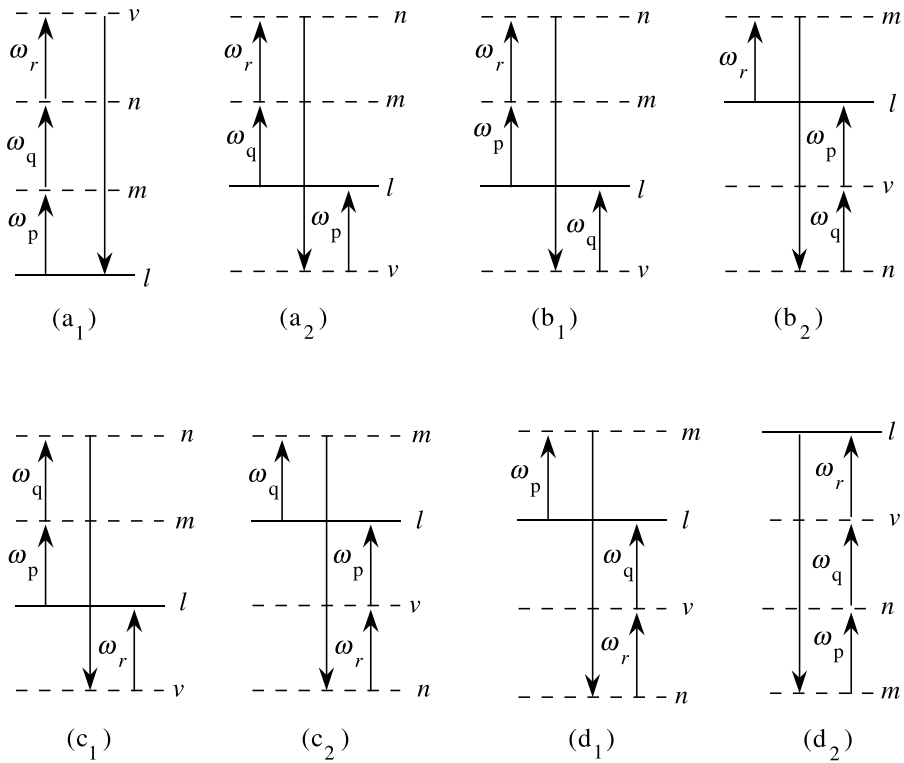 v n n m
ω_r ω_r ω_r ω_r
n m m l
ω_q ω_q ω_p ω_p
m l l v
ω_p ω_p ω_q ω_q
l v v n
(a_1) (a_2) (b_1) (b_2)
n m m l
ω_q ω_q ω_p ω_r
m l l v
ω_p ω_p ω_q ω_q
l v v n
ω_r ω_r ω_r ω_p
v n n m
(c_1) (c_2) (d_1) (d_2)